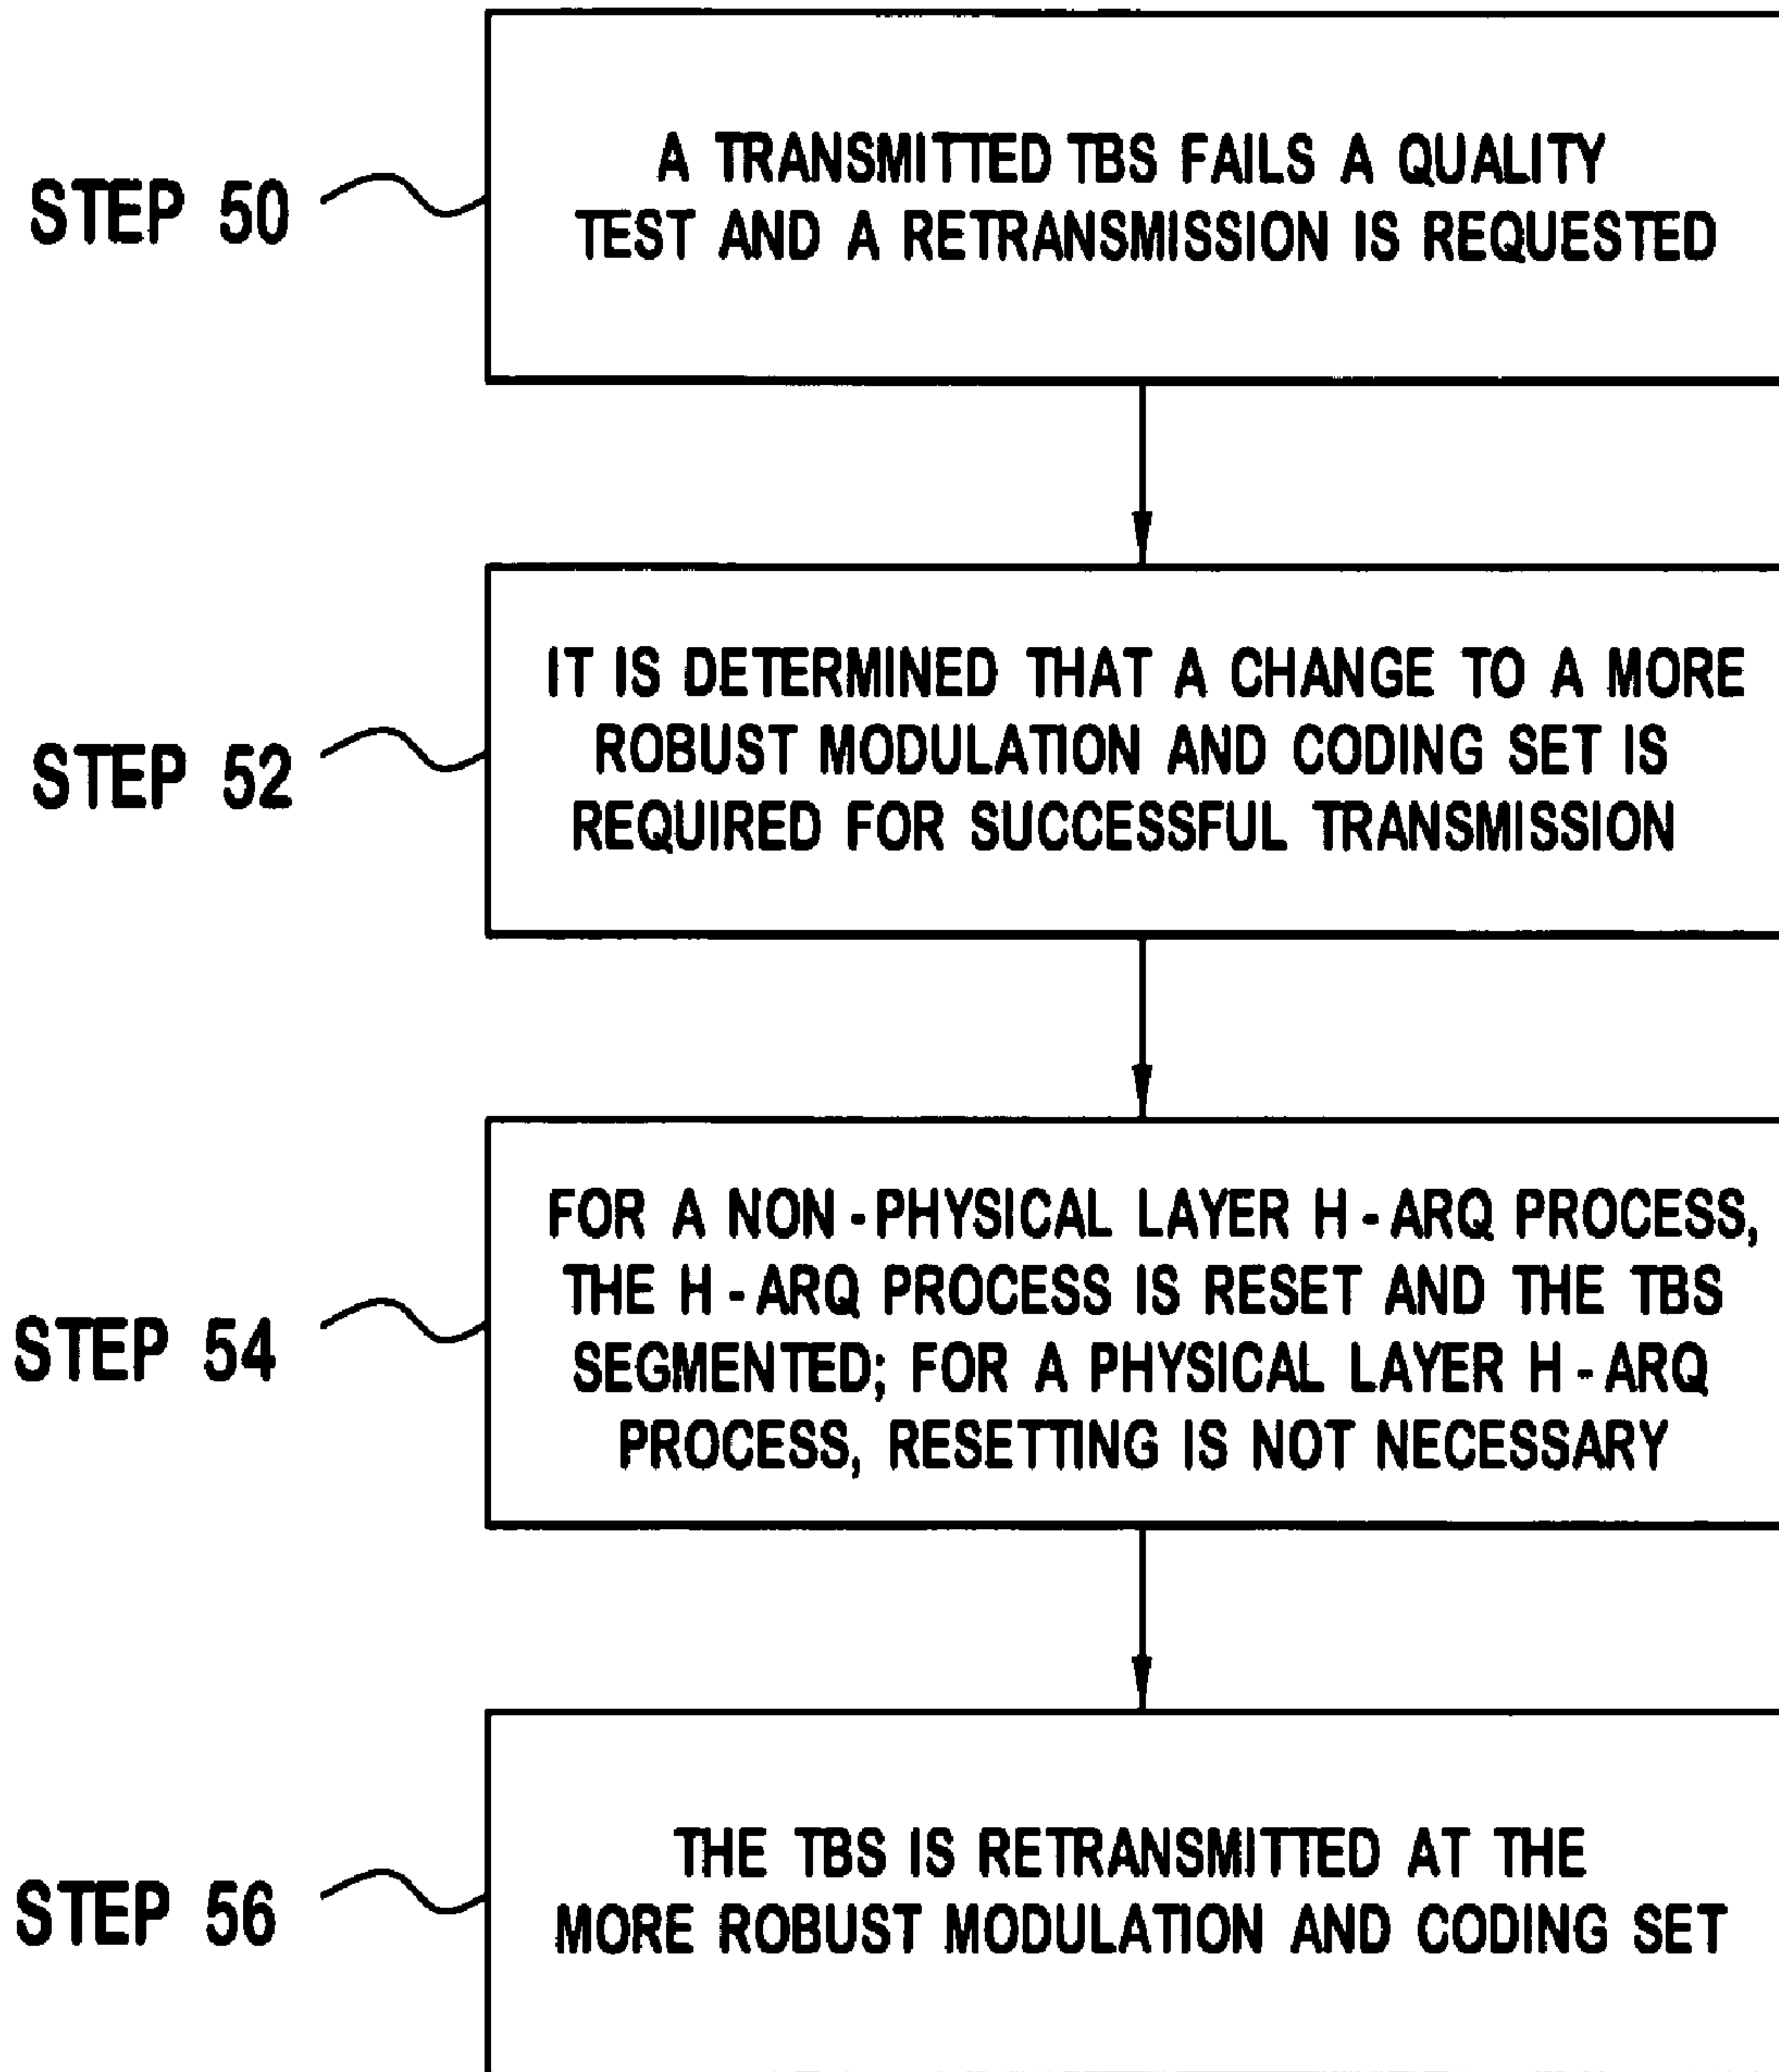 STEP 50
A TRANSMITTED TBS FAILS A QUALITY
TEST AND A RETRANSMISSION IS REQUESTED
STEP 52
IT IS DETERMINED THAT A CHANGE TO A MORE
ROBUST MODULATION AND CODING SET IS
REQUIRED FOR SUCCESSFUL TRANSMISSION
STEP 54
FOR A NON-PHYSICAL LAYER H-ARQ PROCESS,
THE H-ARQ PROCESS IS RESET AND THE TBS
SEGMENTED; FOR A PHYSICAL LAYER H-ARQ
PROCESS, RESETTING IS NOT NECESSARY
STEP 56
THE TBS IS RETRANSMITTED AT THE
MORE ROBUST MODULATION AND CODING SET